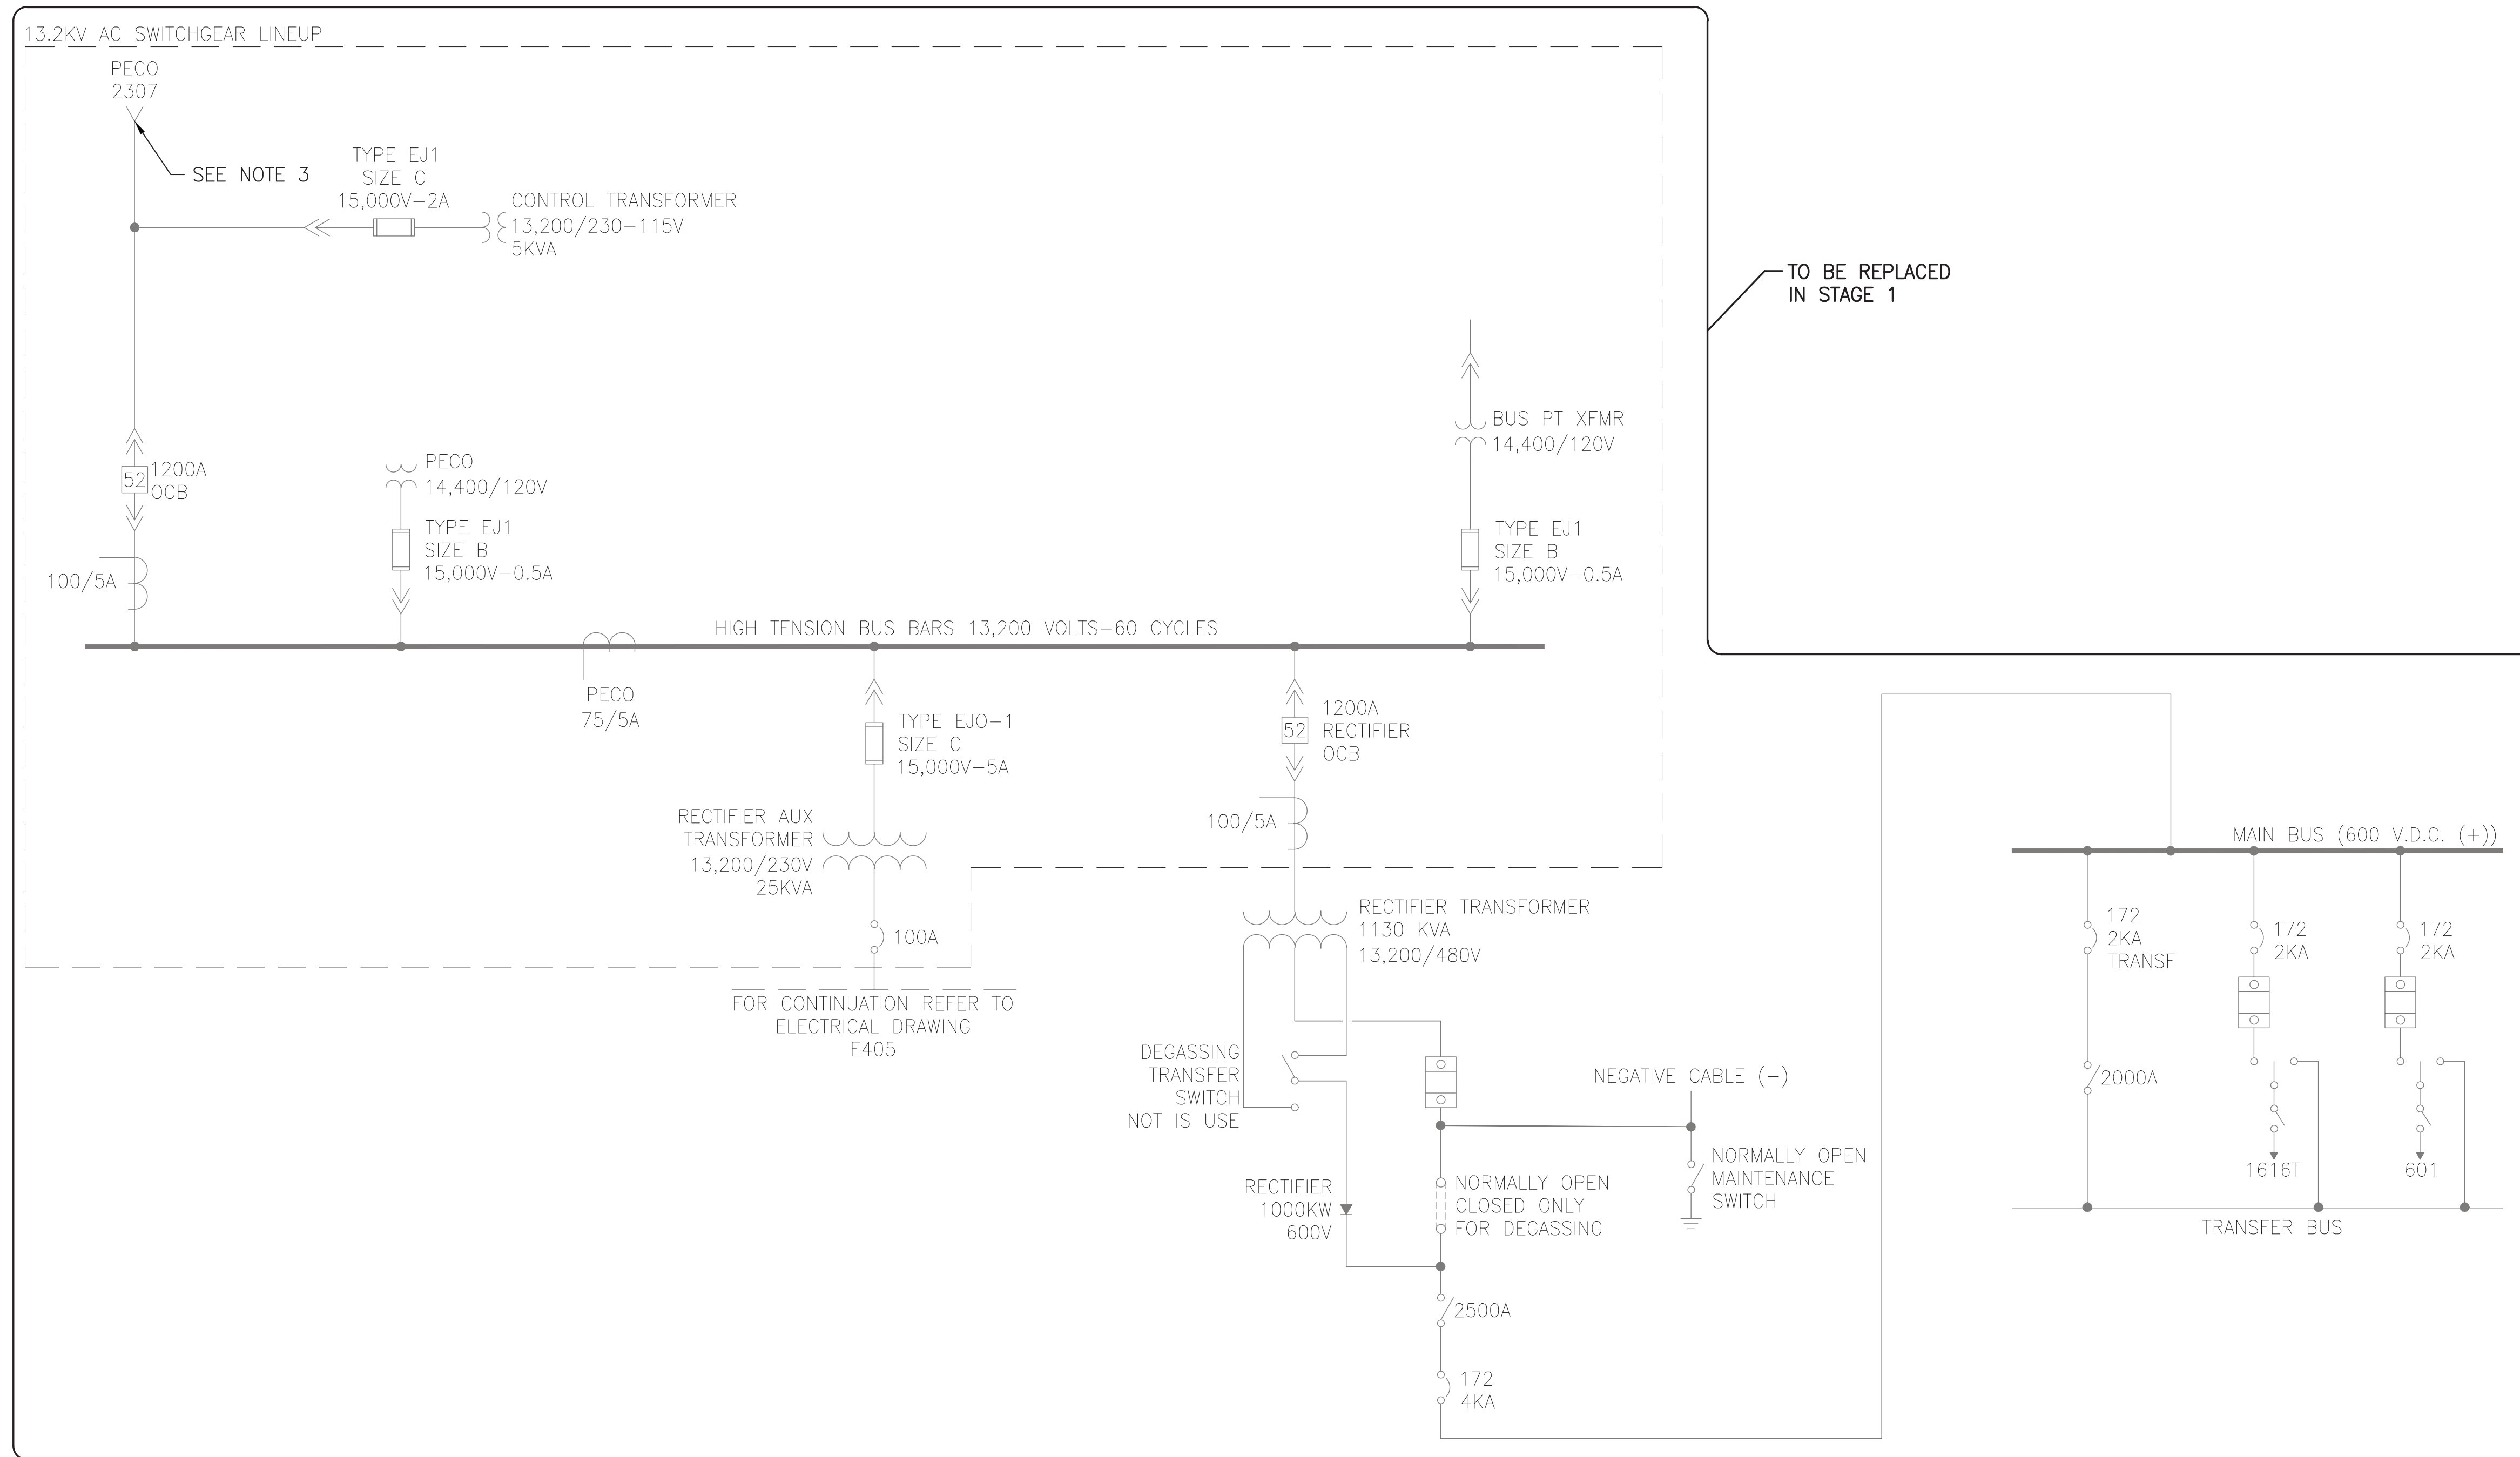 13.2KV AC SWITCHGEAR LINEUP
PECO
2307
SEE NOTE 3
TYPE EJ1
SIZE C
15,000V-2A
CONTROL TRANSFORMER
13,200/230-115V
5KVA
TO BE REPLACED
IN STAGE 1
52
1200A
OCB
100/5A
PECO
14,400/120V
TYPE EJ1
SIZE B
15,000V-0.5A
BUS PT XFMR
14,400/120V
TYPE EJ1
SIZE B
15,000V-0.5A
HIGH TENSION BUS BARS 13,200 VOLTS-60 CYCLES
PECO
75/5A
TYPE EJO-1
SIZE C
15,000V-5A
RECTIFIER AUX
TRANSFORMER
13,200/230V
25KVA
100A
FOR CONTINUATION REFER TO
ELECTRICAL DRAWING
E405
52
1200A
RECTIFIER
OCB
100/5A
RECTIFIER TRANSFORMER
1130 KVA
13,200/480V
DEGASSING
TRANSFER
SWITCH
NOT IS USE
RECTIFIER
1000KW
600V
NEGATIVE CABLE (-)
NORMALLY OPEN
MAINTENANCE
SWITCH
NORMALLY OPEN
CLOSED ONLY
FOR DEGASSING
2500A
172
4KA
MAIN BUS (600 V.D.C. (+))
172
2KA
TRANSF
172
2KA
172
2KA
2000A
1616T
601
TRANSFER BUS